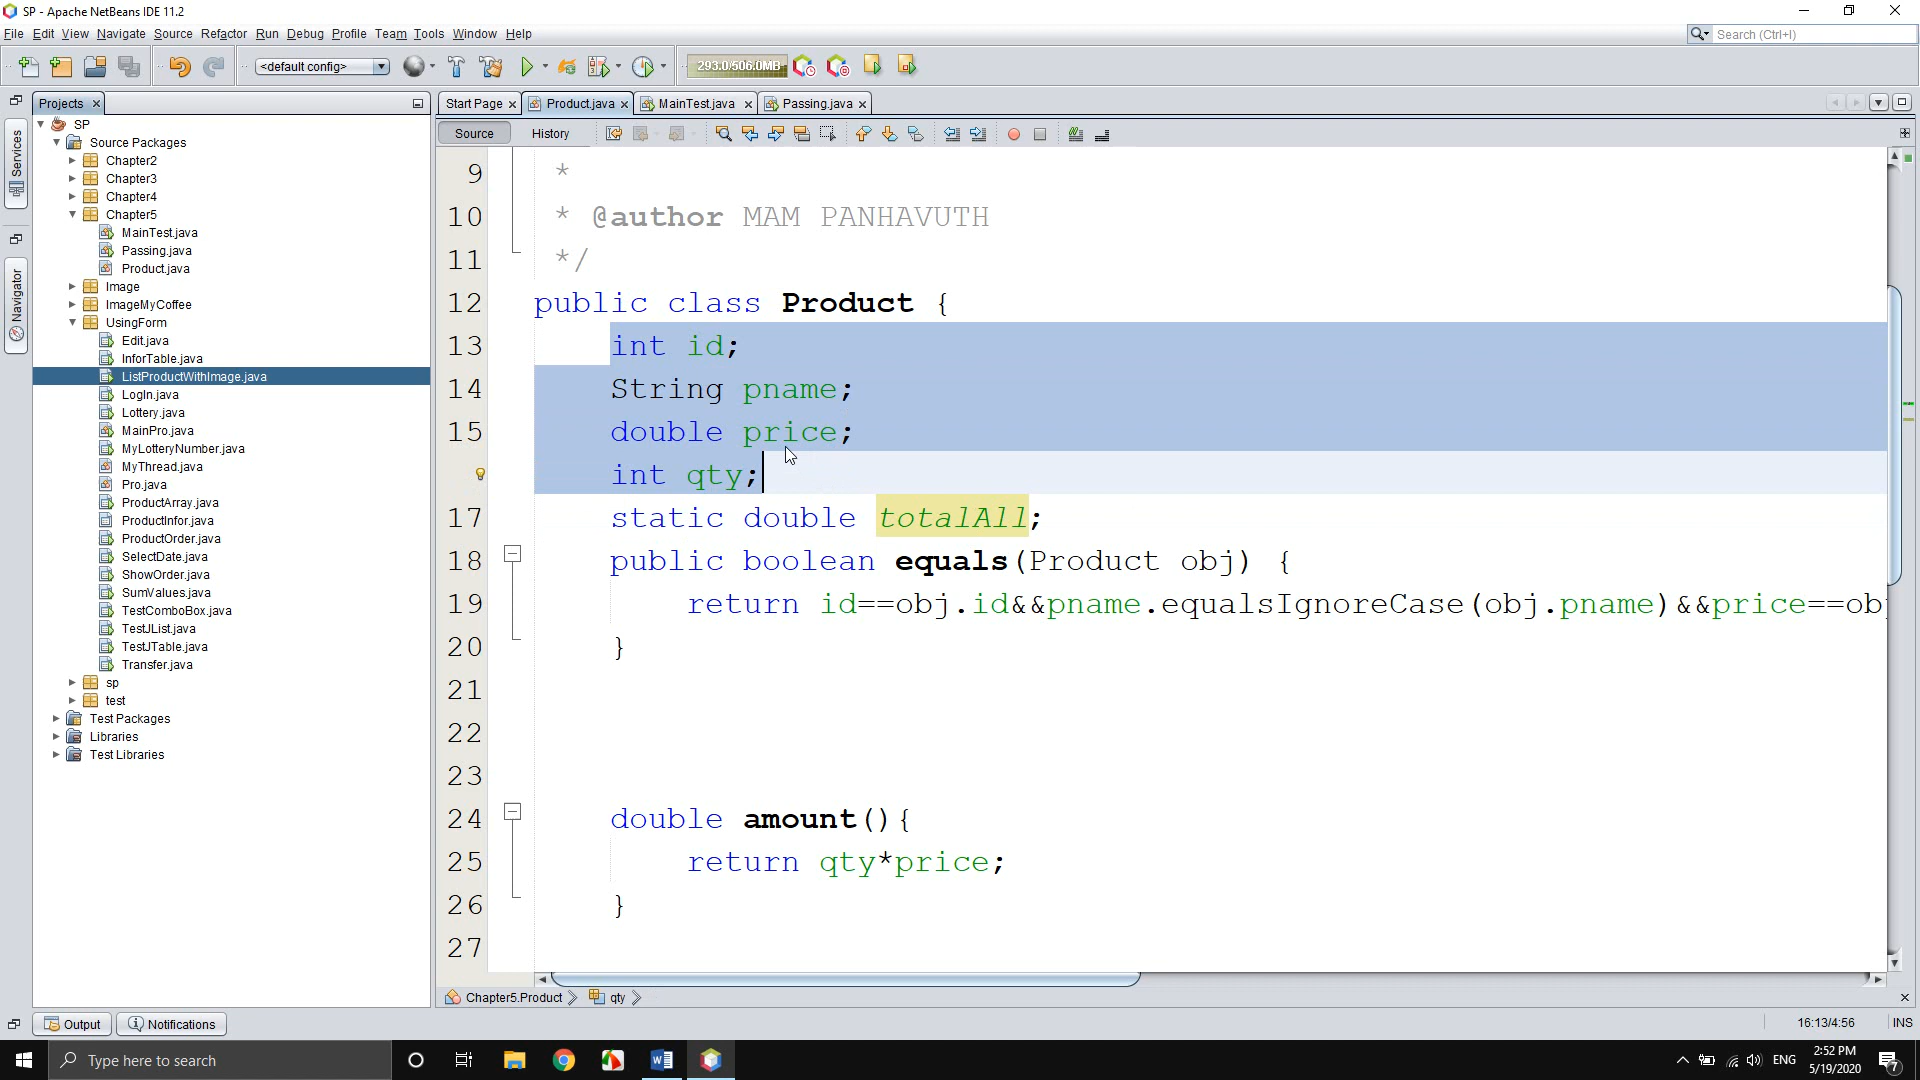 SP - Apache NetBeans IDE 11.2
File Edit View Navigate Source Refactor Run Debug Profile Team Tools Window Help
Search (Ctrl+I)
<default config>
293.0/506.0MB
Projects
Start Page
Product.java
MainTest.java
Passing.java
Source
History
Services
Navigator
SP
Source Packages
Chapter2
Chapter3
Chapter4
Chapter5
MainTest.java
Passing.java
Product.java
Image
ImageMyCoffee
UsingForm
Edit.java
InforTable.java
ListProductWithImage.java
LogIn.java
Lottery.java
MainPro.java
MyLotteryNumber.java
MyThread.java
Pro.java
ProductArray.java
ProductInfor.java
ProductOrder.java
SelectDate.java
ShowOrder.java
SumValues.java
TestComboBox.java
TestJList.java
TestJTable.java
Transfer.java
sp
test
Test Packages
Libraries
Test Libraries
9 *
10 * @author MAM PANHAVUTH
11 */
12 public class Product {
13 int id;
14 String pname;
15 double price;
int qty;
17 static double totalAll;
18 public boolean equals(Product obj) {
19 return id==obj.id&&pname.equalsIgnoreCase(obj.pname)&&price==ob
20 }
21
22
23
24 double amount(){
25 return qty*price;
26 }
27
Chapter5.Product
qty
Output
Notifications
16:13/4:56
INS
Type here to search
ENG
2:52 PM
5/19/2020
7